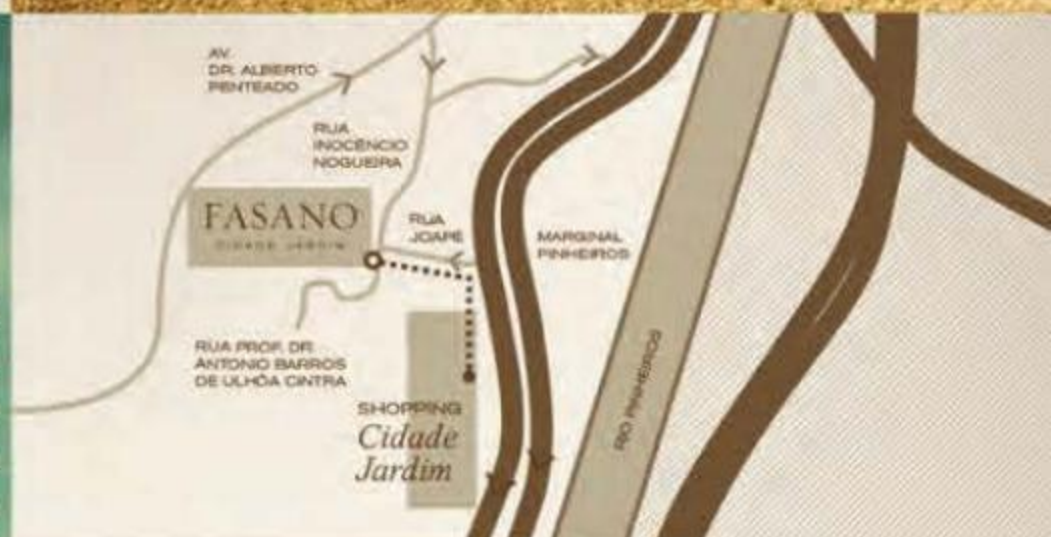 AV.
DR. ALBERTO
PENTEADO
RUA
INOCÊNCIO
NOGUEIRA
FASANO
CIDADE JARDIM
RUA
JOAPÉ
MARGINAL
PINHEIROS
RUA PROF. DR.
ANTONIO BARROS
DE ULHÔA CINTRA
RIO PINHEIROS
SHOPPING
Cidade
Jardim